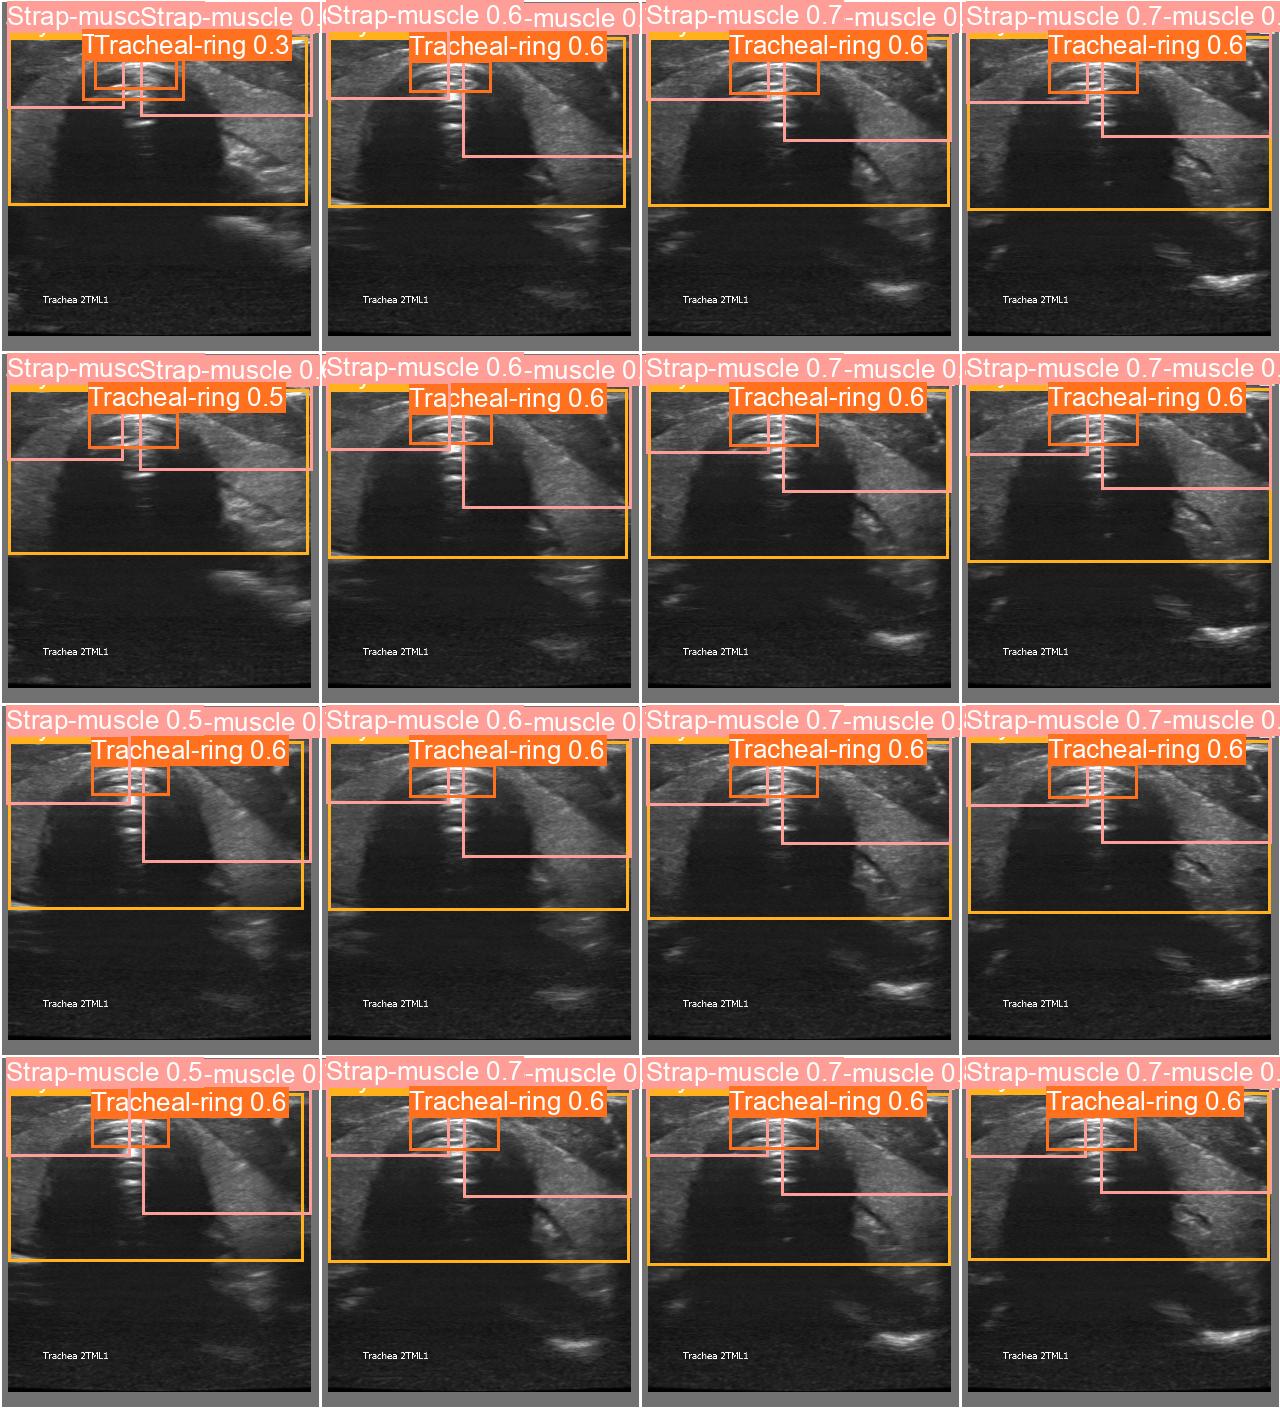 Strap-muscStrap-muscle 0.
Tracheal-ring 0.3
Trachea 2TML1
Strap-muscle 0.6-muscle 0.
Tracheal-ring 0.6
Trachea 2TML1
Strap-muscle 0.7-muscle 0.
Tracheal-ring 0.6
Trachea 2TML1
Strap-muscle 0.7-muscle 0.
Tracheal-ring 0.6
Trachea 2TML1
Strap-muscStrap-muscle 0.
Tracheal-ring 0.5
Trachea 2TML1
Strap-muscle 0.6-muscle 0.
Tracheal-ring 0.6
Trachea 2TML1
Strap-muscle 0.7-muscle 0.
Tracheal-ring 0.6
Trachea 2TML1
Strap-muscle 0.7-muscle 0.
Tracheal-ring 0.6
Trachea 2TML1
Strap-muscle 0.5-muscle 0.
Tracheal-ring 0.6
Trachea 2TML1
Strap-muscle 0.6-muscle 0.
Tracheal-ring 0.6
Trachea 2TML1
Strap-muscle 0.7-muscle 0.
Tracheal-ring 0.6
Trachea 2TML1
Strap-muscle 0.7-muscle 0.
Tracheal-ring 0.6
Trachea 2TML1
Strap-muscle 0.5-muscle 0.
Tracheal-ring 0.6
Trachea 2TML1
Strap-muscle 0.7-muscle 0.
Tracheal-ring 0.6
Trachea 2TML1
Strap-muscle 0.7-muscle 0.
Tracheal-ring 0.6
Trachea 2TML1
Strap-muscle 0.7-muscle 0.
Tracheal-ring 0.6
Trachea 2TML1